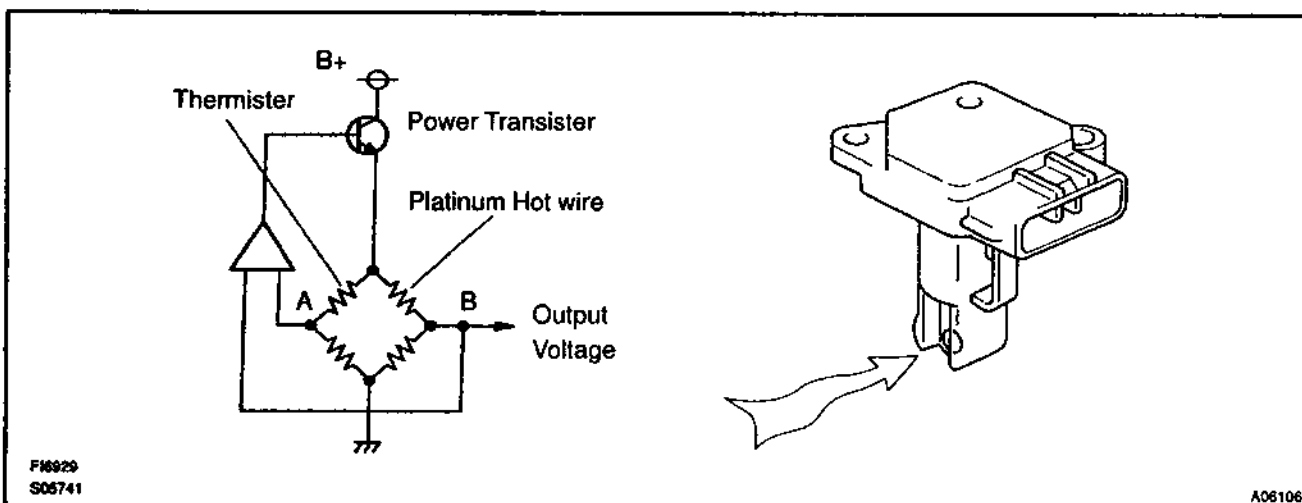 B+
Thermister
Power Transister
Platinum Hot wire
A
B
Output
Voltage
FI6929
S05741
A06106